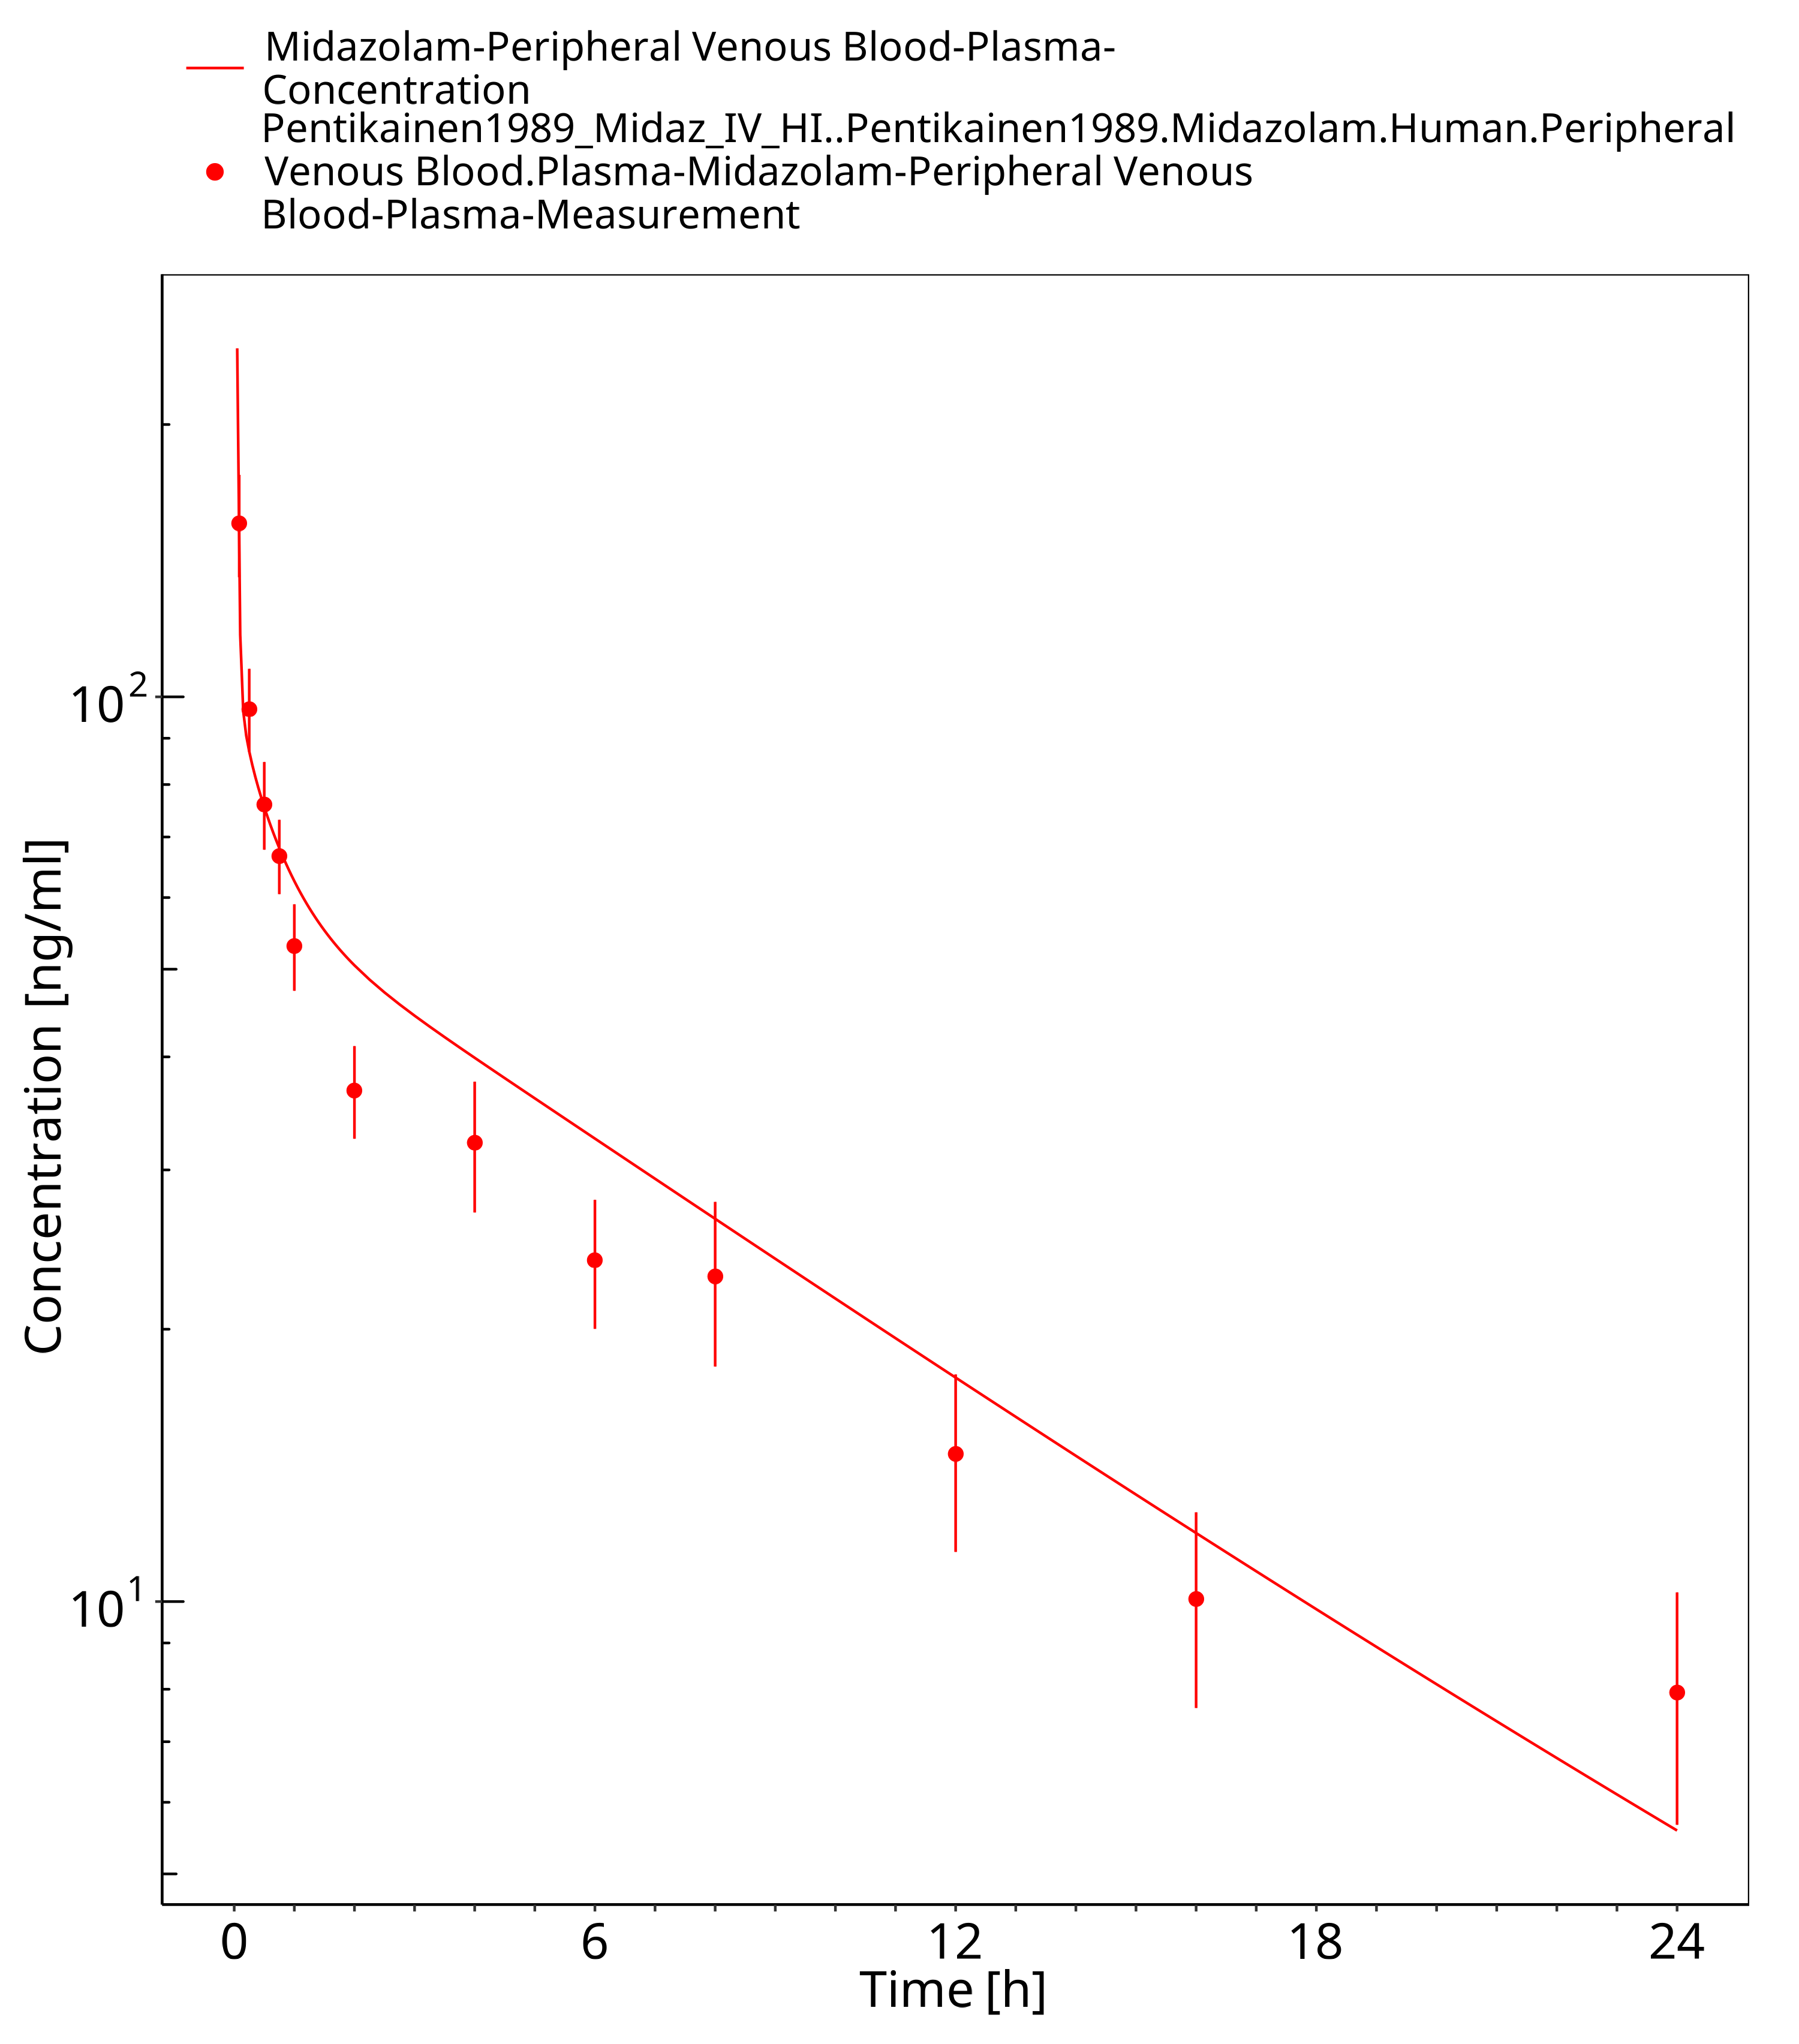 Midazolam-Peripheral Venous Blood-Plasma-
Concentration
Pentikainen1989_Midaz_IV_HI..Pentikainen1989.Midazolam.Human.Peripheral
Venous Blood.Plasma-Midazolam-Peripheral Venous
Blood-Plasma-Measurement
10²
10¹
Concentration [ng/ml]
0 6 12 18 24
Time [h]